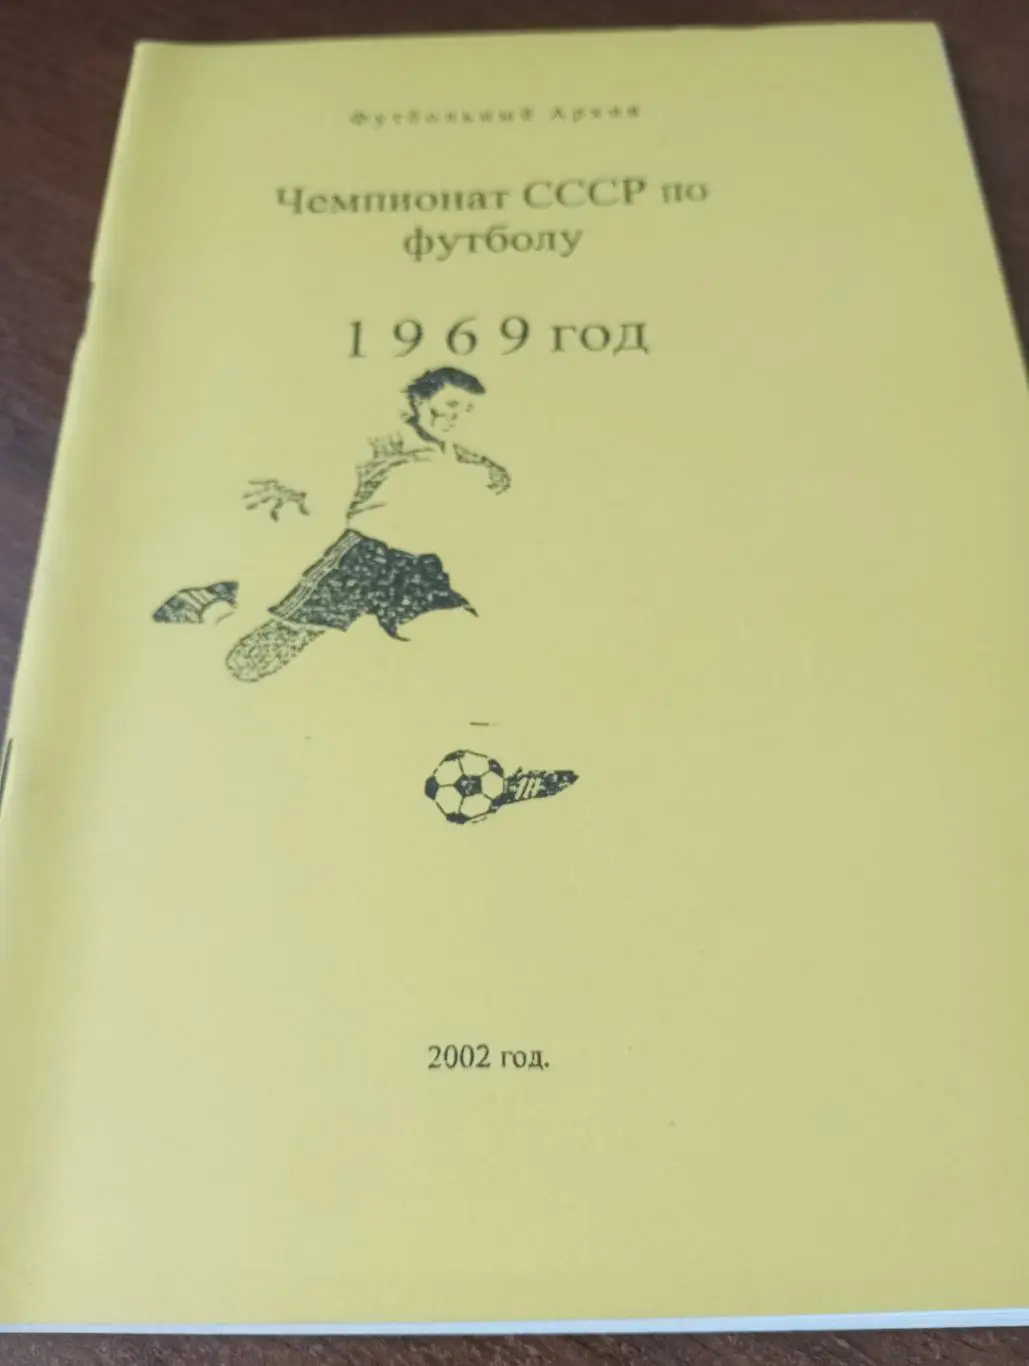 Футбольный Архив
Чемпионат СССР по
футболу
1 9 6 9 год
2002 год.